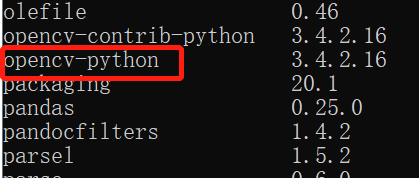 olefile 0.46
opencv-contrib-python 3.4.2.16
opencv-python 3.4.2.16
packaging 20.1
pandas 0.25.0
pandocfilters 1.4.2
parsel 1.5.2